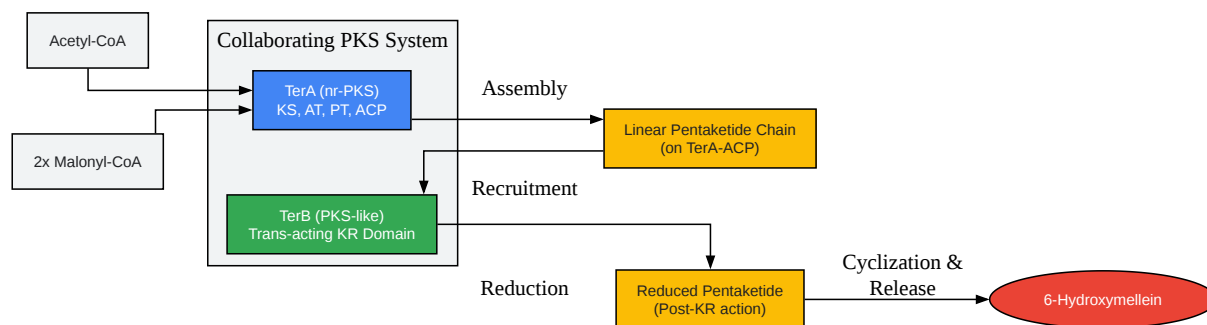 Acetyl-CoA
2x Malonyl-CoA
Collaborating PKS System
TerA (nr-PKS)
KS, AT, PT, ACP
TerB (PKS-like)
Trans-acting KR Domain
Assembly
Linear Pentaketide Chain
(on TerA-ACP)
Recruitment
Reduction
Reduced Pentaketide
(Post-KR action)
Cyclization &
Release
6-Hydroxymellein